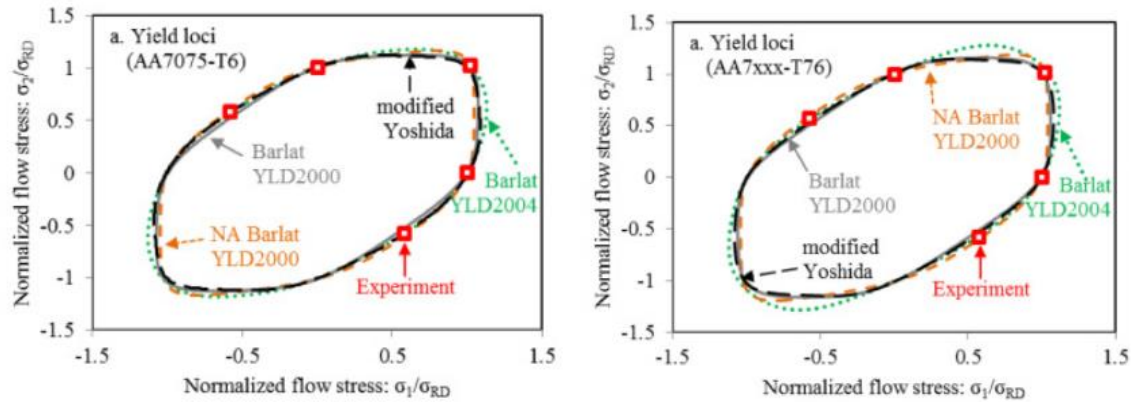 1.5
1
0.5
0
-0.5
-1
-1.5
Normalized flow stress: σ2/σRD
a. Yield loci
(AA7075-T6)
modified
Yoshida
Barlat
YLD2000
Barlat
YLD2004
NA Barlat
YLD2000
Experiment
-1.5 -0.5 0.5 1.5
Normalized flow stress: σ1/σRD
1.5
1
0.5
0
-0.5
-1
-1.5
Normalized flow stress: σ2/σRD
a. Yield loci
(AA7xxx-T76)
NA Barlat
YLD2000
Barlat
YLD2000
Barlat
YLD2004
modified
Yoshida
Experiment
-1.5 -0.5 0.5 1.5
Normalized flow stress: σ1/σRD